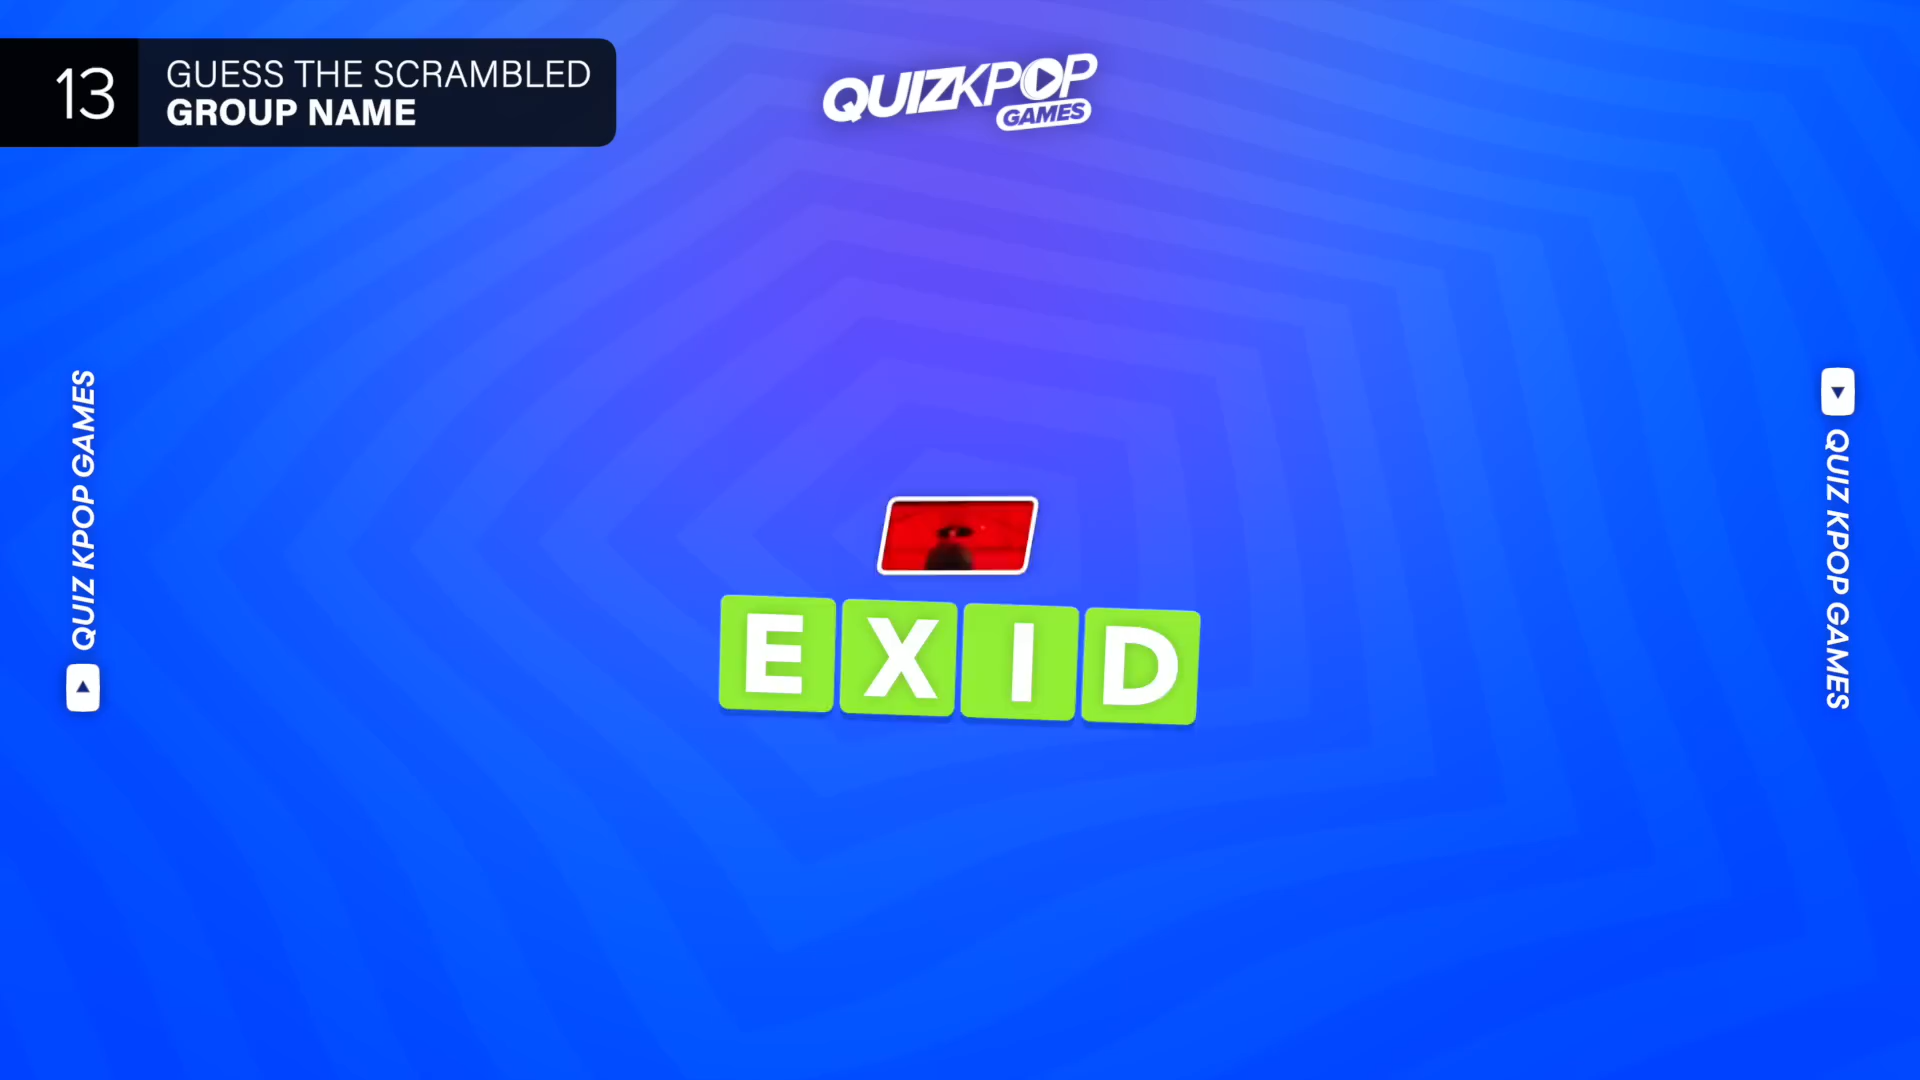 13
GUESS THE SCRAMBLED
GROUP NAME
QUIZKPOP
GAMES
QUIZ KPOP GAMES
EXID
QUIZ KPOP GAMES